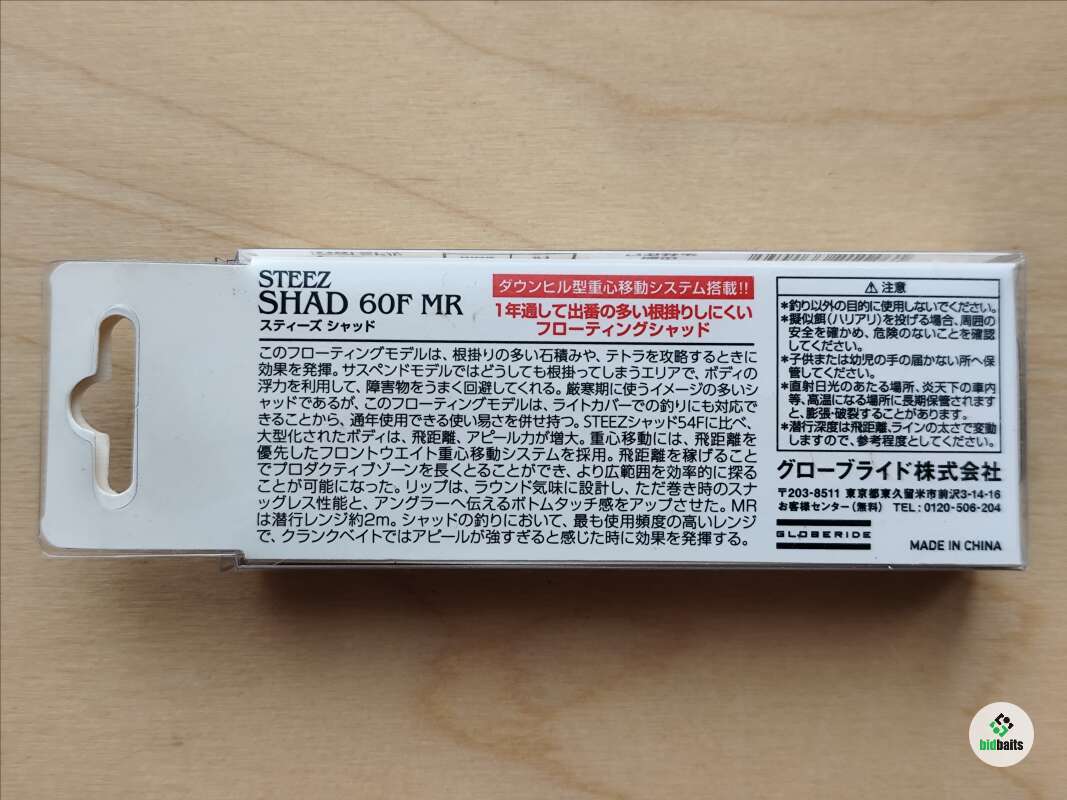 STEEZ
SHAD 60F MR
スティーズ シャッド
ダウンヒル型重心移動システム搭載!!
1年通して出番の多い根掛りしにくい
フローティングシャッド
このフローティングモデルは、根掛りの多い石積みや、テトラを攻略するときに
効果を発揮。サスペンドモデルではどうしても根掛ってしまうエリアで、ボディの
浮力を利用して、障害物をうまく回避してくれる。厳寒期に使うイメージの多いシ
ャッドであるが、このフローティングモデルは、ライトカバーでの釣りにも対応で
きることから、通年使用できる使い易さを併せ持つ。STEEZシャッド54Fに比べ、
大型化されたボディは、飛距離、アピール力が増大。重心移動には、飛距離を
優先したフロントウエイト重心移動システムを採用。飛距離を稼げること
でプロダクティブゾーンを長くとることができ、より広範囲を効率的に探る
ことが可能になった。リップは、ラウンド気味に設計し、ただ巻き時のスナ
ッグレス性能と、アングラーへ伝えるボトムタッチ感をアップさせた。MR
は潜行レンジ約2m。シャッドの釣りにおいて、最も使用頻度の高いレンジ
で、クランクベイトではアピールが強すぎると感じた時に効果を発揮する。
⚠ 注意
*釣り以外の目的に使用しないでください。
*擬似餌(ハリアリ)を投げる場合、周囲の
安全を確かめ、危険のないことを確認
してください。
*子供または幼児の手の届かない所へ保
管してください。
*直射日光のあたる場所、炎天下の車内
等、高温になる場所に長期保管されます
と、膨張・破裂することがあります。
*潜行深度は飛距離、ラインの太さで変動
しますので、参考程度としてください。
グローブライド株式会社
〒203-8511 東京都東久留米市前沢3-14-16
お客様センター(無料) TEL:0120-506-204
GLOBERIDE
MADE IN CHINA
bidbaits